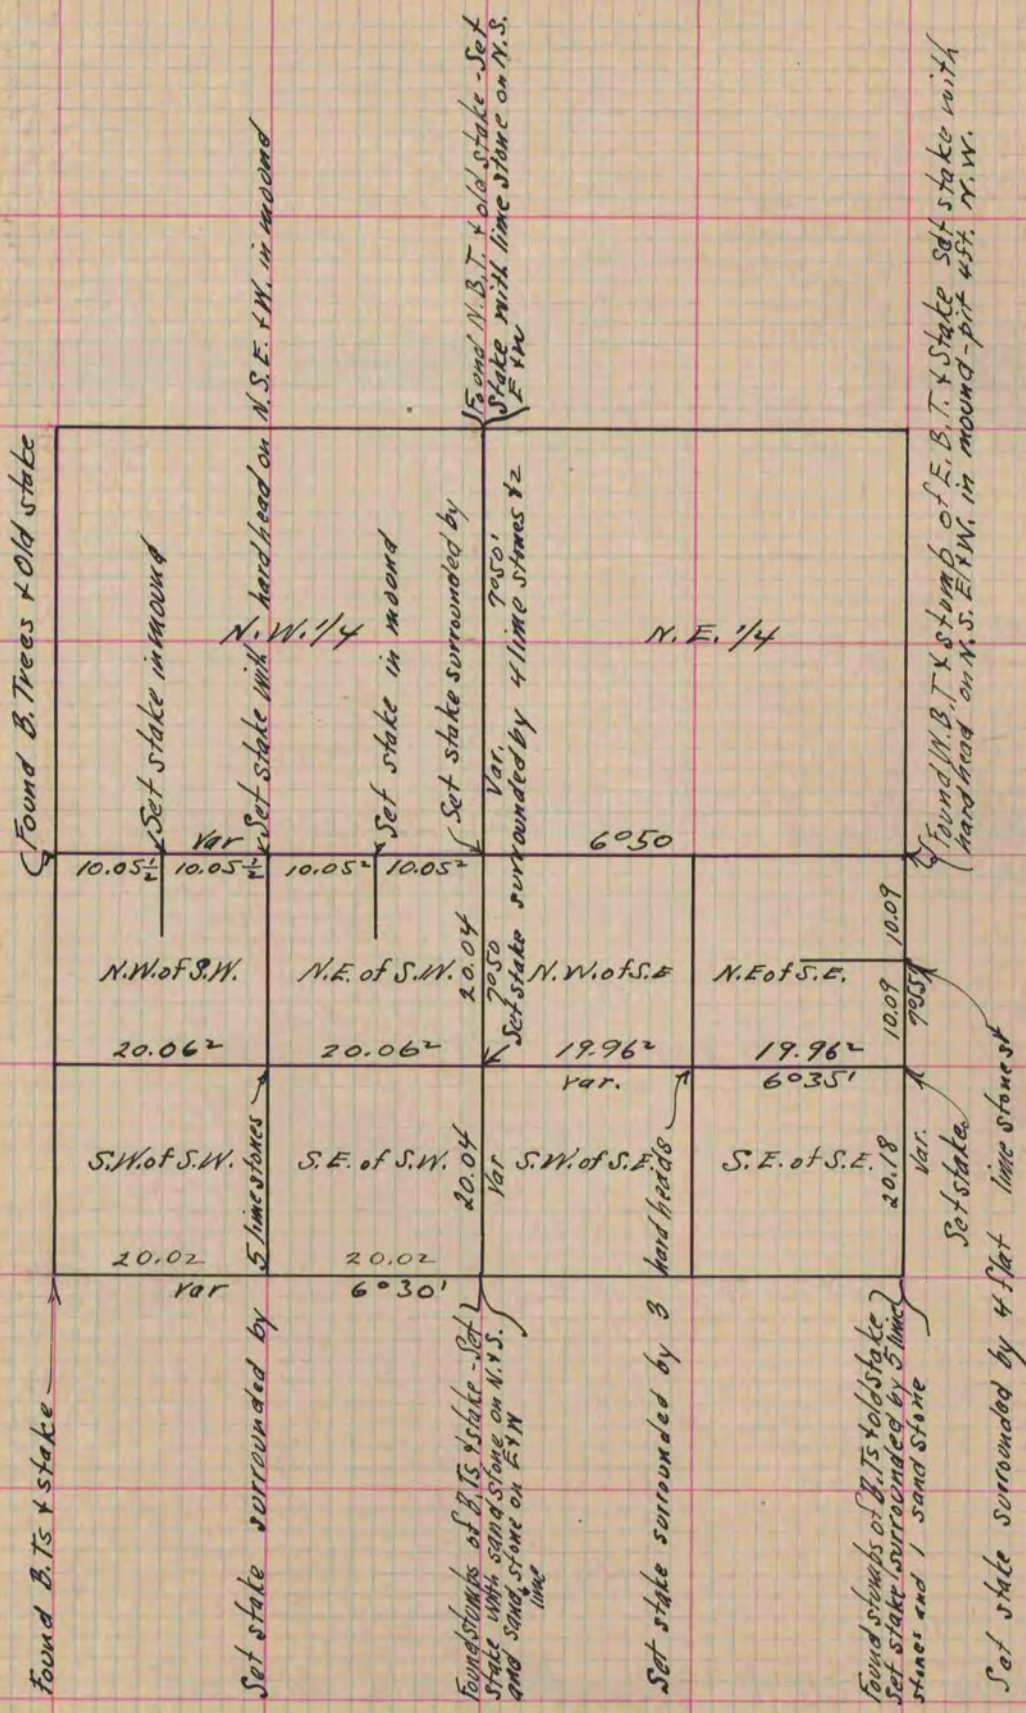 Found B. Trees & Old stake
Set stake in mound
Set stake with hardhead on N.S.E. & W. in mound
Set stake in mound
Set stake surrounded by
7°50'
Var.
4 lime stones & 2
{Found N.B.T. & old stake - Set
Stake with lime stone on N.S.
E & W
N.W. 1/4
N.E. 1/4
Var
10.05½
10.05½
10.05²
10.05²
6°50
N.W. of S.W.
N.E. of S.W.
20.04
7°50
Set stake surrounded by
N.W. of S.E
N.E of S.E.
10.09
10.09
7°55'
20.06²
20.06²
19.96²
19.96²
Var.
6°35'
S.W. of S.W.
S.E. of S.W.
20.04
Var
S.W. of S.E.
S.E. of S.E.
20.18
Var.
Set stake
20.02
20.02
Var
6°30'
Found W.B.T & stump of E.B.T. & Stake Set stake with
hardhead on N.S. E. & W. in mound-pit 4ft. N.W.
Found B.Ts & stake
Set stake surrounded by 5 lime stones
Found stumps of B.Ts & stake - Set
stake with sand stone on N. & S.
and sand stone on E & W
line
Set stake surrounded by 3 hard heads
Found stumps of B.Ts & old stake
Set stake surrounded by 5 lime
stones and 1 sand stone
Set stake surrounded by 4 flat lime stones